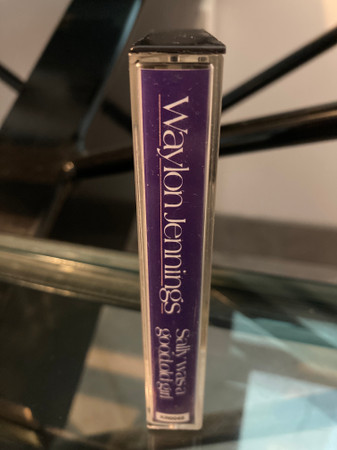 Waylon Jennings
Sally was a
good old girl